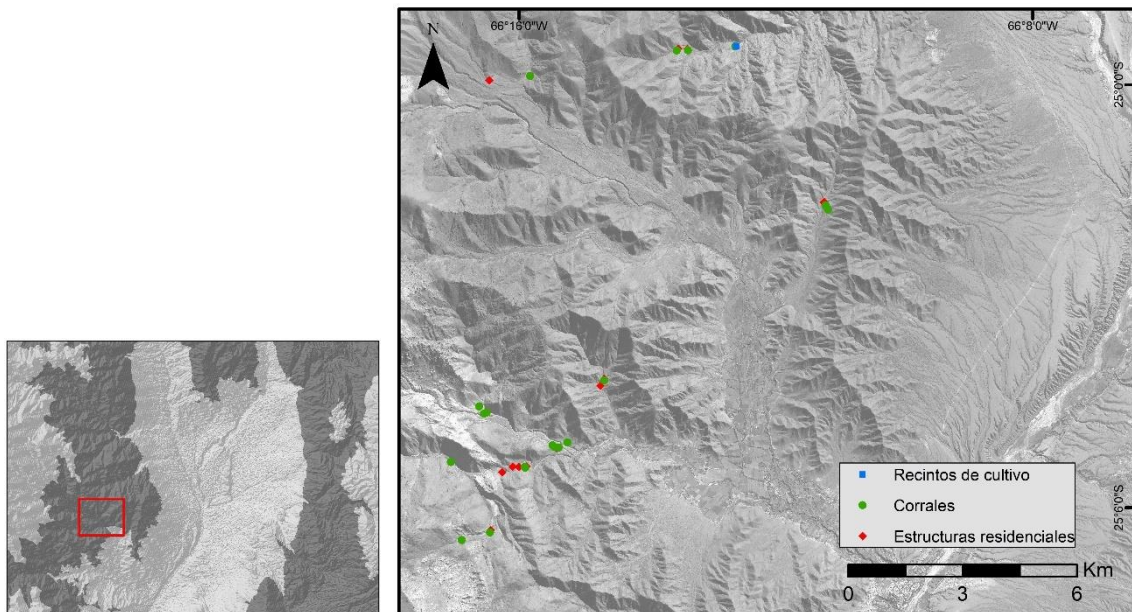 66°16'0"W
66°8'0"W
N
25°0'0"S
25°6'0"S
Recintos de cultivo
Corrales
Estructuras residenciales
Km
0 3 6